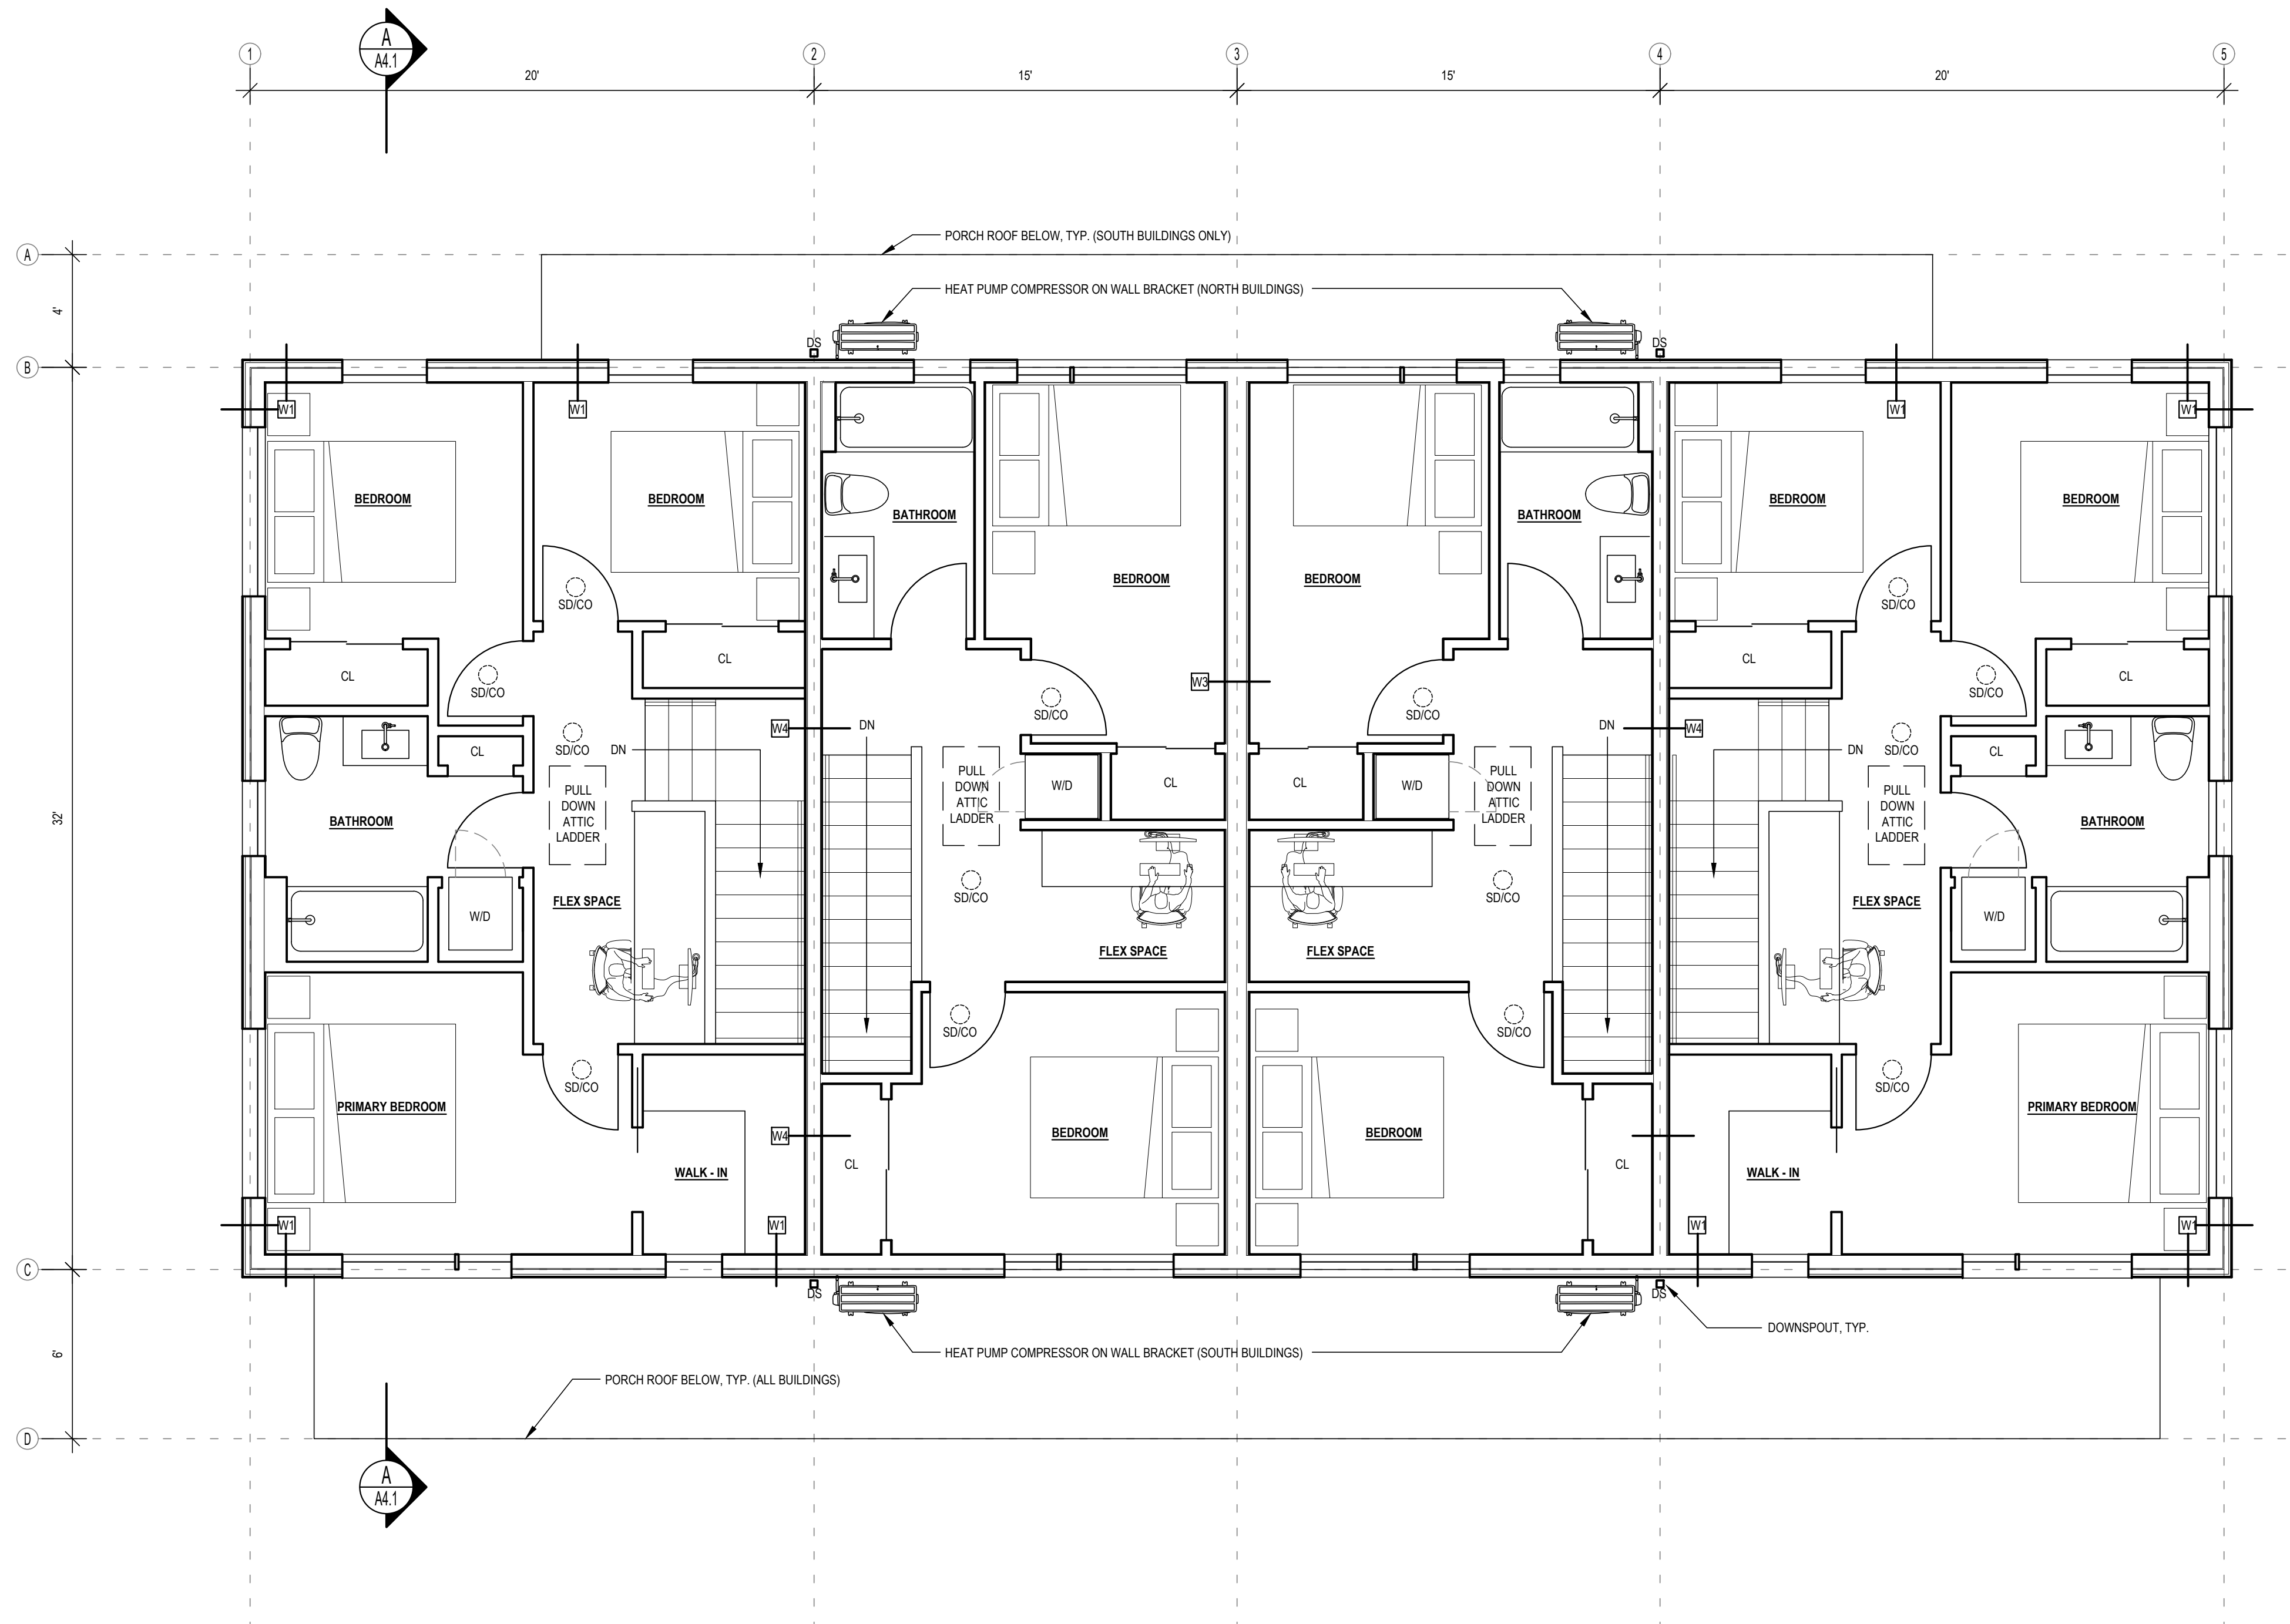 A
A4.1
1
2
3
4
5
20'
15'
15'
20'
PORCH ROOF BELOW, TYP. (SOUTH BUILDINGS ONLY)
A
HEAT PUMP COMPRESSOR ON WALL BRACKET (NORTH BUILDINGS)
4'
DS
DS
B
W1
W1
W1
W1
BEDROOM
BEDROOM
BATHROOM
BATHROOM
BEDROOM
BEDROOM
BEDROOM
BEDROOM
SD/CO
SD/CO
CL
CL
CL
CL
SD/CO
SD/CO
W3
SD/CO
SD/CO
W4
DN
DN
W4
SD/CO
DN
DN
SD/CO
CL
CL
PULL
DOWN
ATTIC
LADDER
W/D
CL
CL
W/D
PULL
DOWN
ATTIC
LADDER
PULL
DOWN
ATTIC
LADDER
PULL
DOWN
ATTIC
LADDER
32'
BATHROOM
BATHROOM
SD/CO
SD/CO
FLEX SPACE
FLEX SPACE
W/D
W/D
FLEX SPACE
FLEX SPACE
SD/CO
SD/CO
SD/CO
SD/CO
PRIMARY BEDROOM
PRIMARY BEDROOM
W4
BEDROOM
BEDROOM
CL
CL
WALK - IN
WALK - IN
W1
W1
W1
W1
C
DS
DS
DOWNSPOUT, TYP.
6'
HEAT PUMP COMPRESSOR ON WALL BRACKET (SOUTH BUILDINGS)
PORCH ROOF BELOW, TYP. (ALL BUILDINGS)
D
A
A4.1